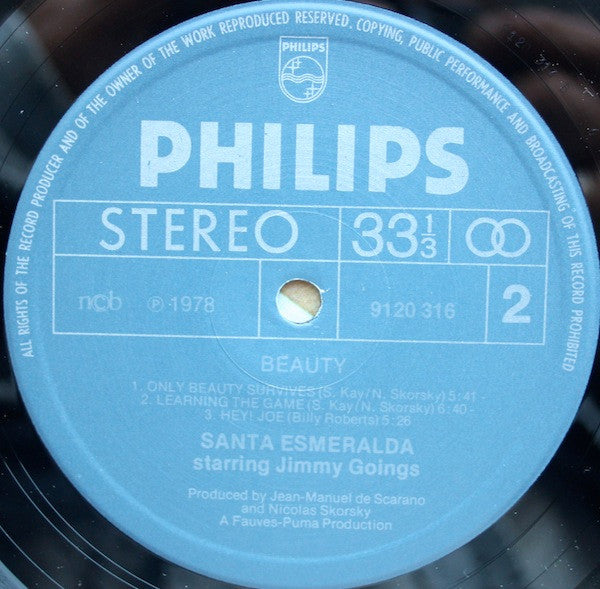 ALL RIGHTS OF THE RECORD PRODUCER AND OF THE OWNER OF THE WORK REPRODUCED RESERVED. COPYING, PUBLIC PERFORMANCE AND BROADCASTING OF THIS RECORD PROHIBITED
PHILIPS
PHILIPS
STEREO 33 1/3
ncb ℗ 1978 9120 316 2
BEAUTY
1. ONLY BEAUTY SURVIVES (S. Kay/N. Skorsky) 5:41
2. LEARNING THE GAME (S. Kay/N. Skorsky) 6:40-
3. HEY! JOE (Billy Roberts) 5:26
SANTA ESMERALDA
starring Jimmy Goings
Produced by Jean-Manuel de Scarano
and Nicolas Skorsky
A Fauves-Puma Production